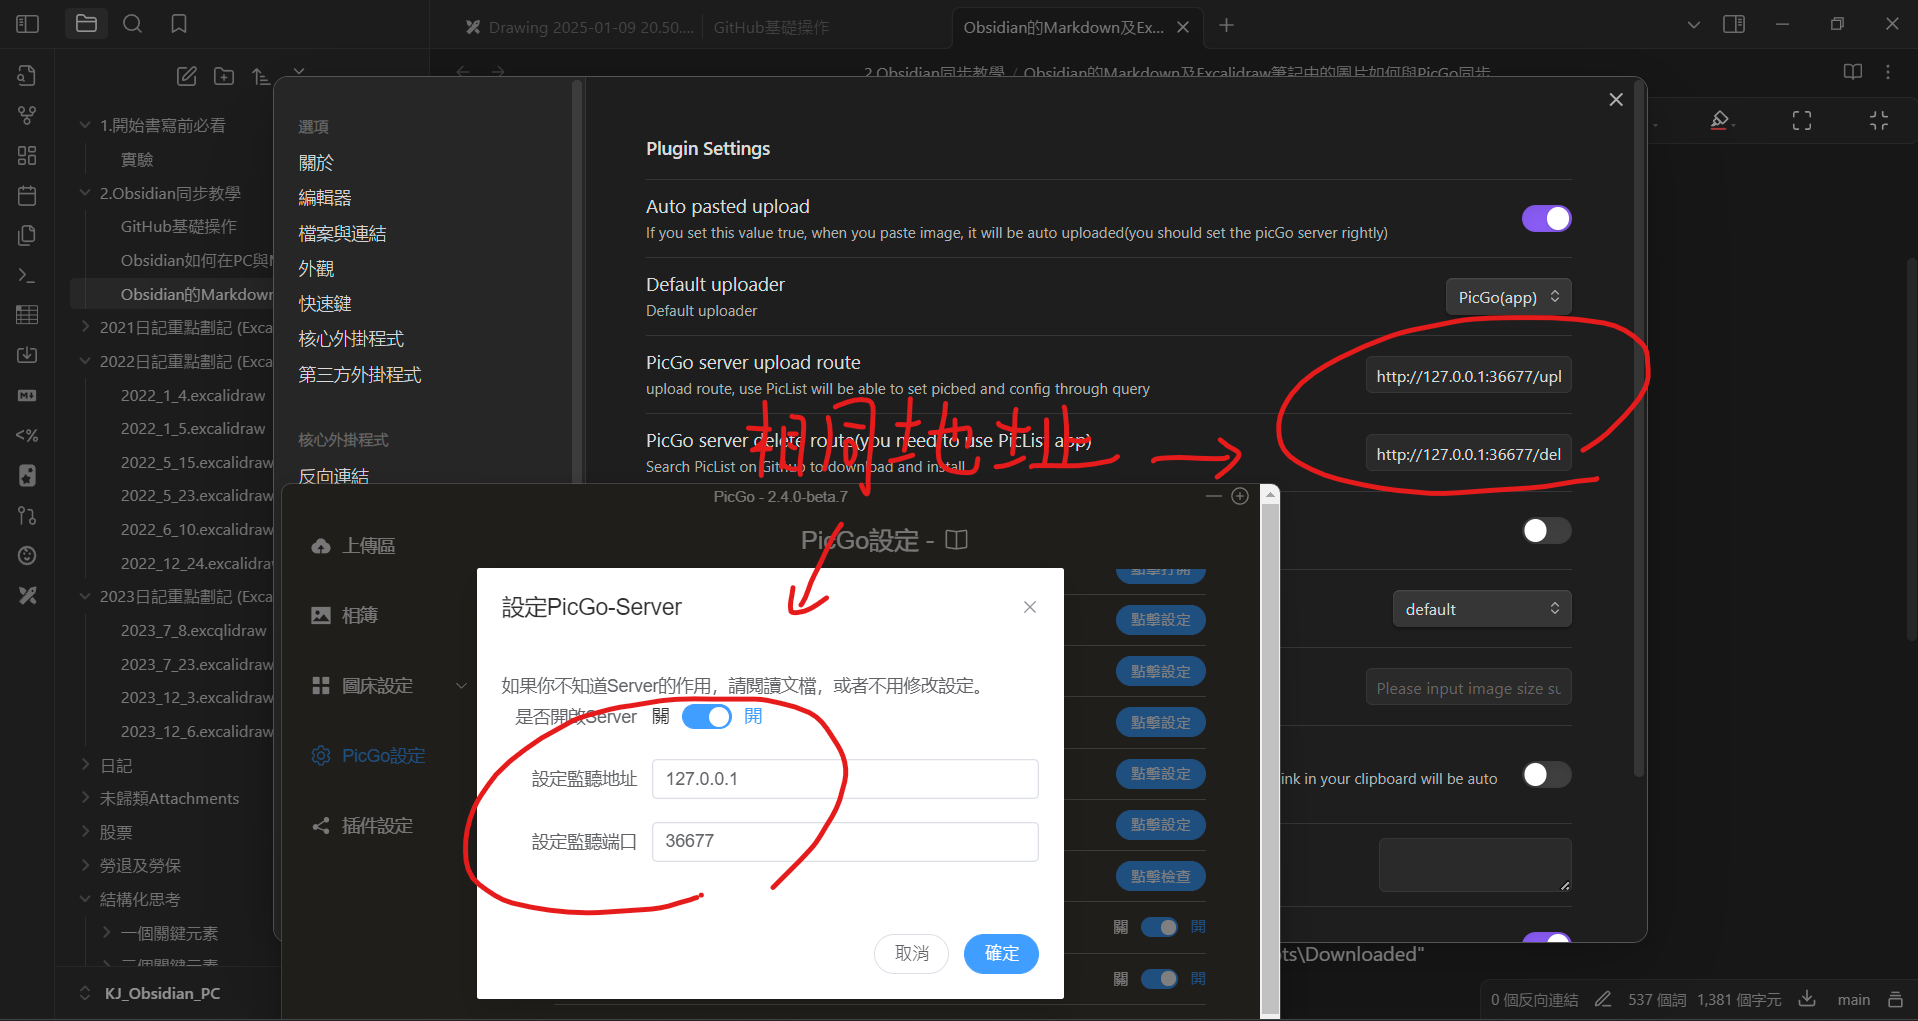 Drawing 2025-01-09 20.50....
GitHub基礎操作
Obsidian的Markdown及Ex...
2.Obsidian同步教學 / Obsidian的Markdown及Excalidraw筆記中的圖片如何與PicGo同步
1.開始書寫前必看
實驗
2.Obsidian同步教學
GitHub基礎操作
Obsidian如何在PC與
Obsidian的Markdown
2021日記重點劃記 (Exca
2022日記重點劃記 (Exca
2022_1_4.excalidraw
2022_1_5.excalidraw
2022_5_15.excalidraw
2022_5_23.excalidraw
2022_6_10.excalidraw
2022_12_24.excalidra
2023日記重點劃記 (Exca
2023_7_8.excqlidraw
2023_7_23.excalidraw
2023_12_3.excalidraw
2023_12_6.excalidraw
日記
未歸類Attachments
股票
勞退及勞保
結構化思考
一個關鍵元素
KJ_Obsidian_PC
選項
關於
編輯器
檔案與連結
外觀
快速鍵
核心外掛程式
第三方外掛程式
核心外掛程式
反向連結
Plugin Settings
Auto pasted upload
If you set this value true, when you paste image, it will be auto uploaded(you should set the picGo server rightly)
Default uploader
Default uploader
PicGo(app)
PicGo server upload route
upload route, use PicList will be able to set picbed and config through query
http://127.0.0.1:36677/upl
PicGo server delete route(you need to use PicList app)
Search PicList on Github to download and install
http://127.0.0.1:36677/del
相同地址
default
Please input image size su
ink in your clipboard will be auto
ts\Downloaded"
PicGo - 2.4.0-beta.7
PicGo設定 -
上傳區
相簿
圖床設定
PicGo設定
插件設定
點擊打開
點擊設定
點擊設定
點擊設定
點擊設定
點擊設定
點擊檢查
關 開
關 開
設定PicGo-Server
如果你不知道Server的作用，請閱讀文檔，或者不用修改設定。
是否開啟Server 關 開
設定監聽地址 127.0.0.1
設定監聽端口 36677
取消 確定
0 個反向連結 537 個詞 1,381 個字元 main